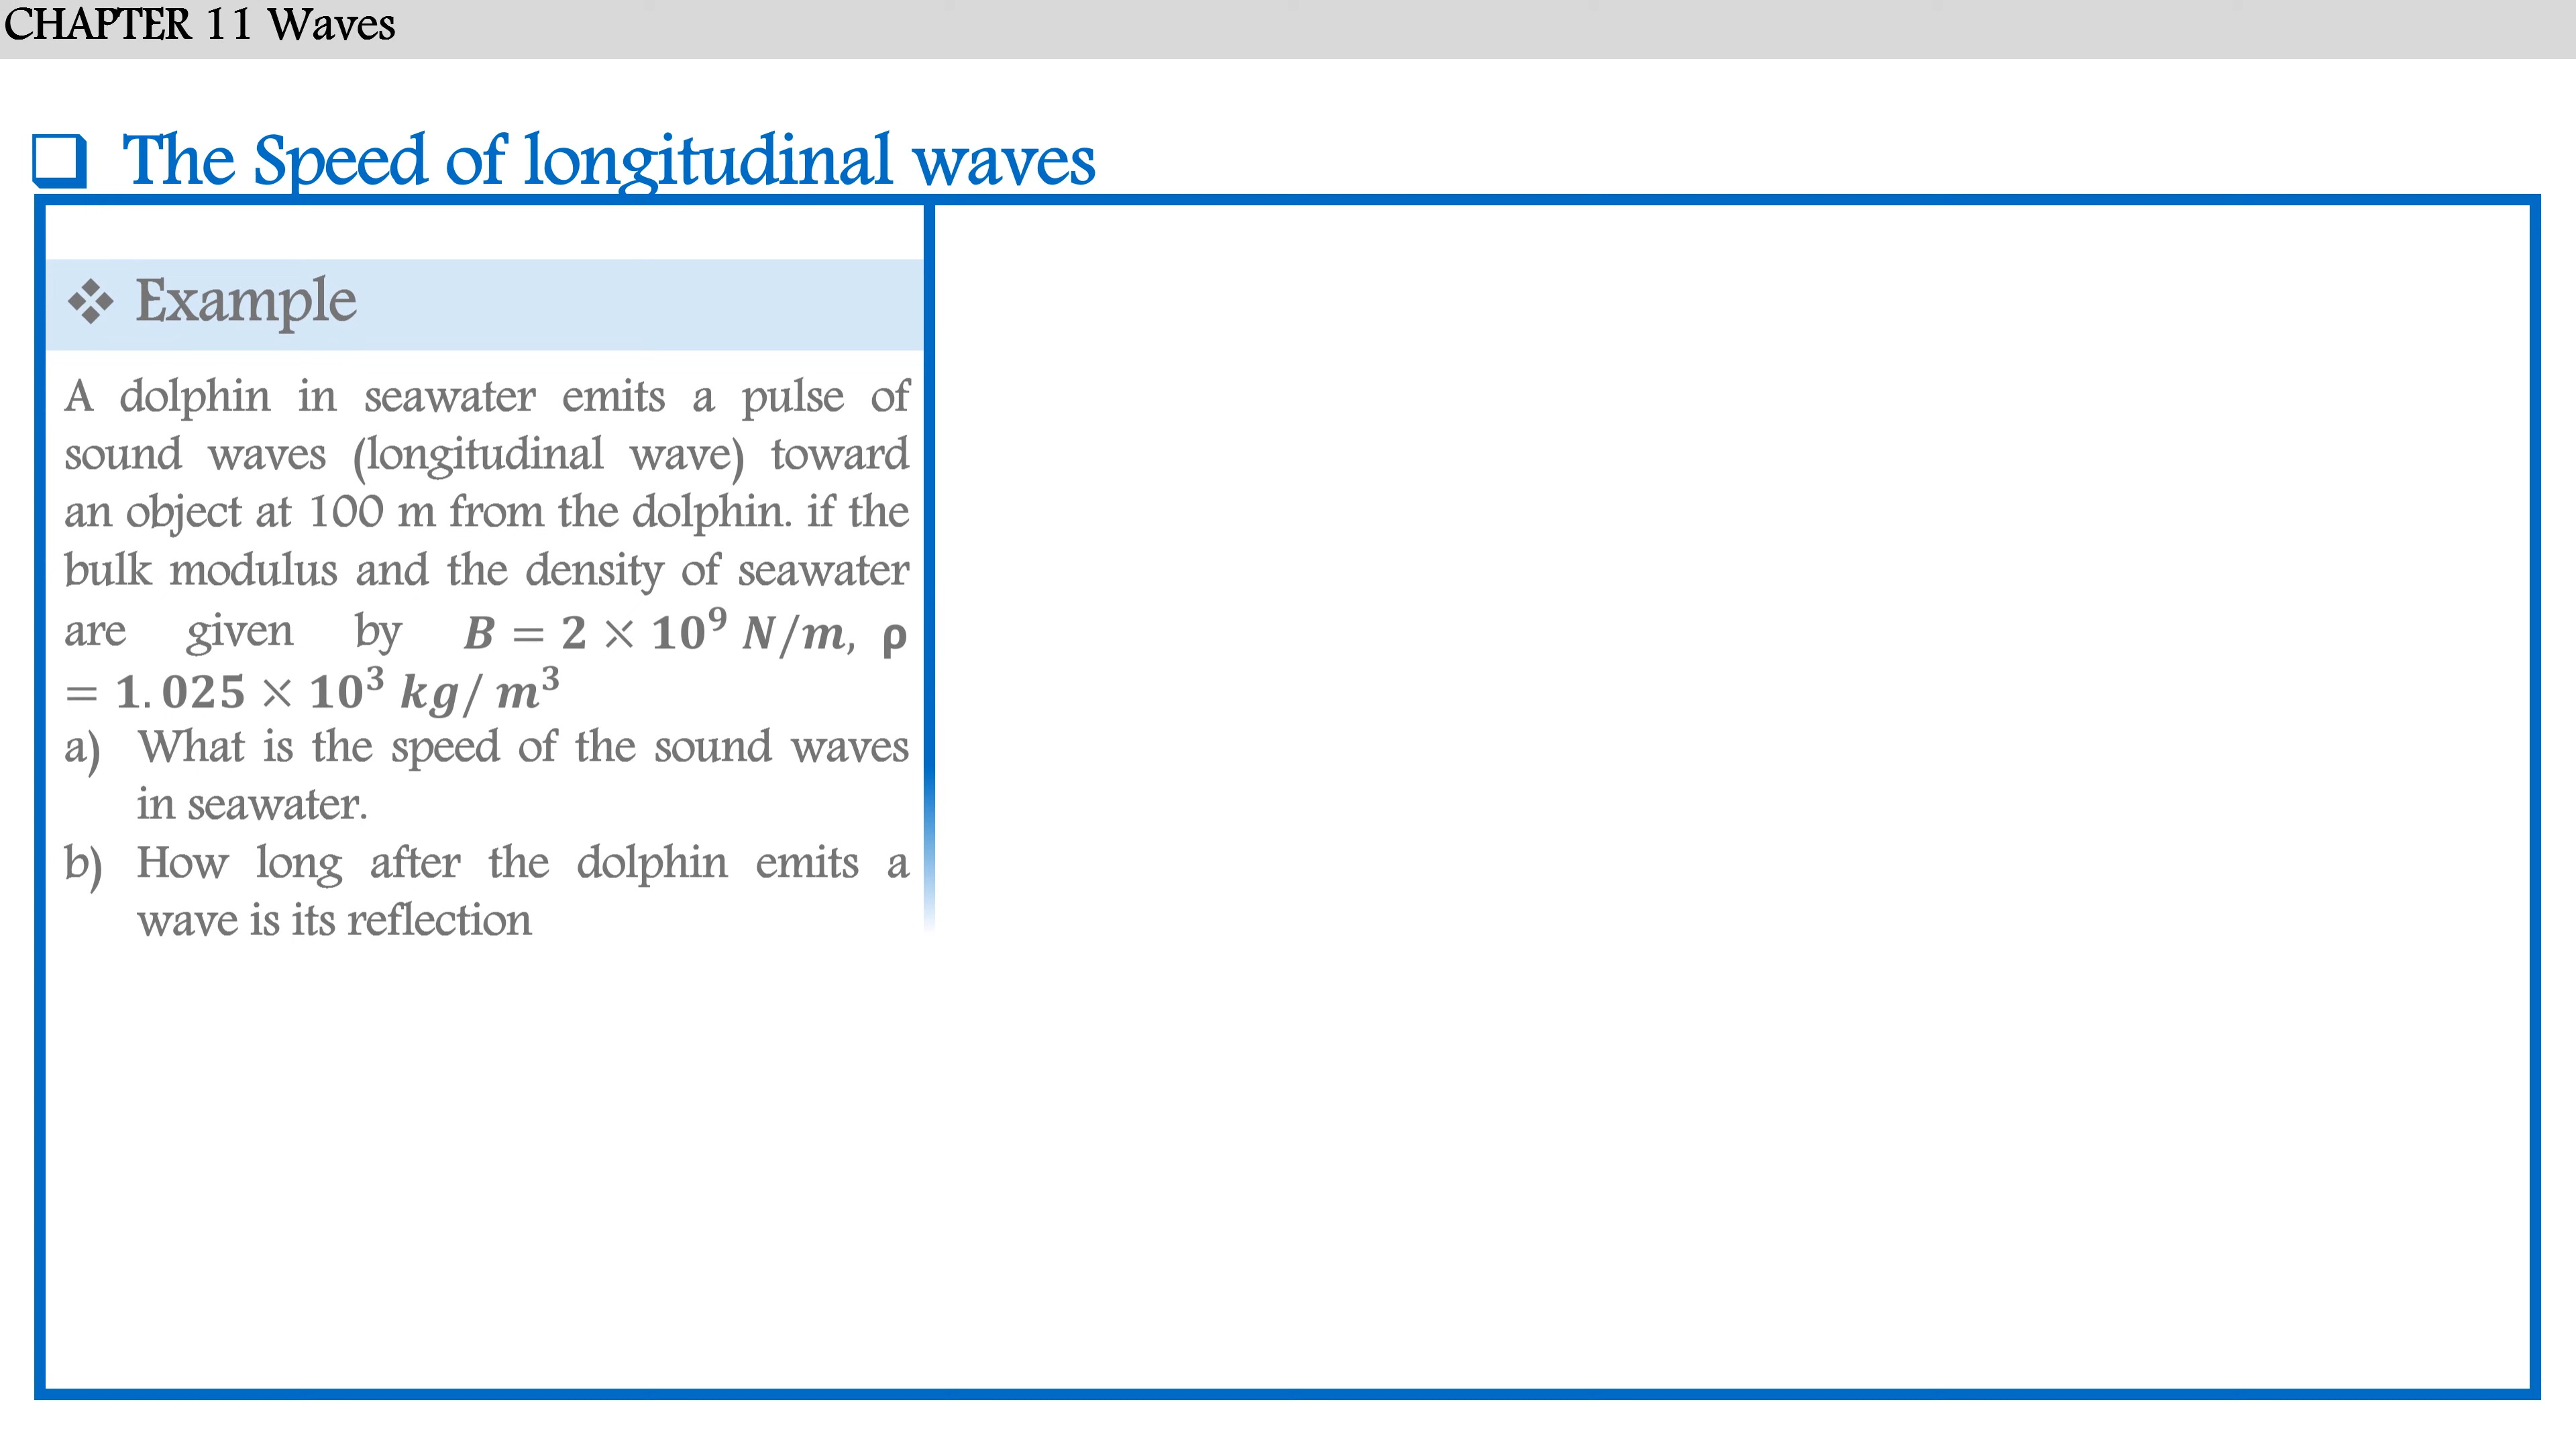 CHAPTER 11 Waves
The Speed of longitudinal waves
Example
A dolphin in seawater emits a pulse of
sound waves (longitudinal wave) toward
an object at 100 m from the dolphin. if the
bulk modulus and the density of seawater
are given by B = 2 × 10⁹ N/m, ρ
= 1.025 × 10³ kg/ m³
a) What is the speed of the sound waves
in seawater.
b) How long after the dolphin emits a
wave is its reflection